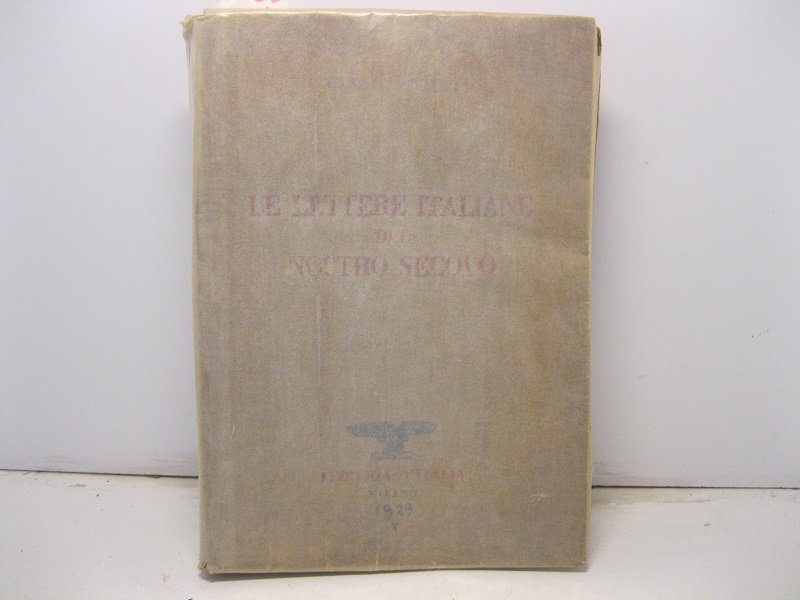 LE LETTERE ITALIANE
DEL
NOSTRO SECOLO
LIBRERIA D'ITALIA
MILANO
1929